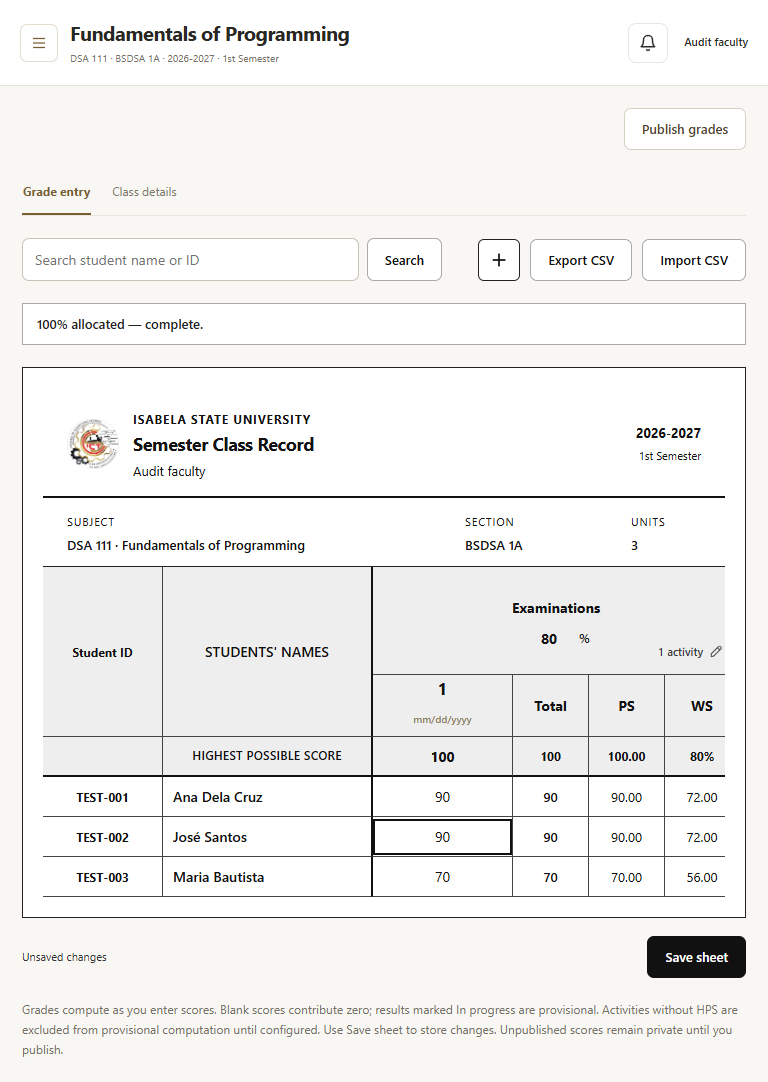 Fundamentals of Programming
DSA 111 · BSDSA 1A · 2026-2027 · 1st Semester
Audit faculty
Publish grades
Grade entry
Class details
Search student name or ID
Search
+
Export CSV
Import CSV
100% allocated — complete.
ISABELA STATE UNIVERSITY
Semester Class Record
Audit faculty
2026-2027
1st Semester
SUBJECT
DSA 111 · Fundamentals of Programming
SECTION
BSDSA 1A
UNITS
3
Student ID
STUDENTS' NAMES
Examinations
80 %
1 activity
1
mm/dd/yyyy
Total
PS
WS
HIGHEST POSSIBLE SCORE 100 100 100.00 80%
TEST-001 Ana Dela Cruz 90 90 90.00 72.00
TEST-002 José Santos 90 90 90.00 72.00
TEST-003 Maria Bautista 70 70 70.00 56.00
Unsaved changes
Save sheet
Grades compute as you enter scores. Blank scores contribute zero; results marked In progress are provisional. Activities without HPS are
excluded from provisional computation until configured. Use Save sheet to store changes. Unpublished scores remain private until you
publish.